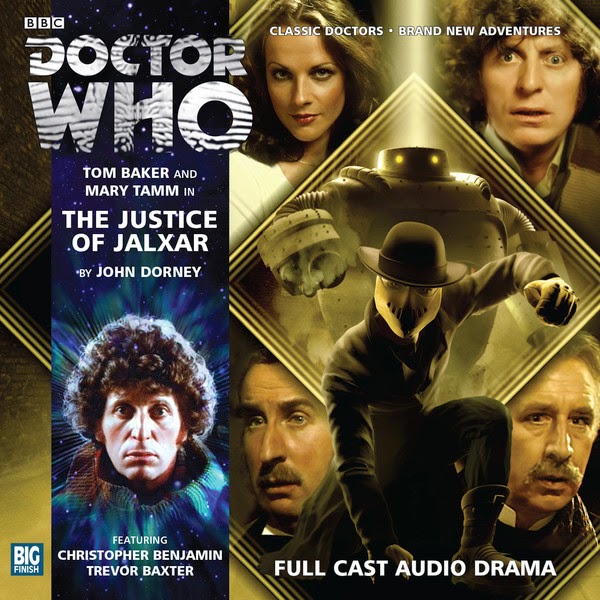 BBC
CLASSIC DOCTORS • BRAND NEW ADVENTURES
DOCTOR
WHO
TOM BAKER AND
MARY TAMM IN
THE JUSTICE
OF JALXAR
BY JOHN DORNEY
FEATURING
CHRISTOPHER BENJAMIN
TREVOR BAXTER
BIG
FINISH
FULL CAST AUDIO DRAMA